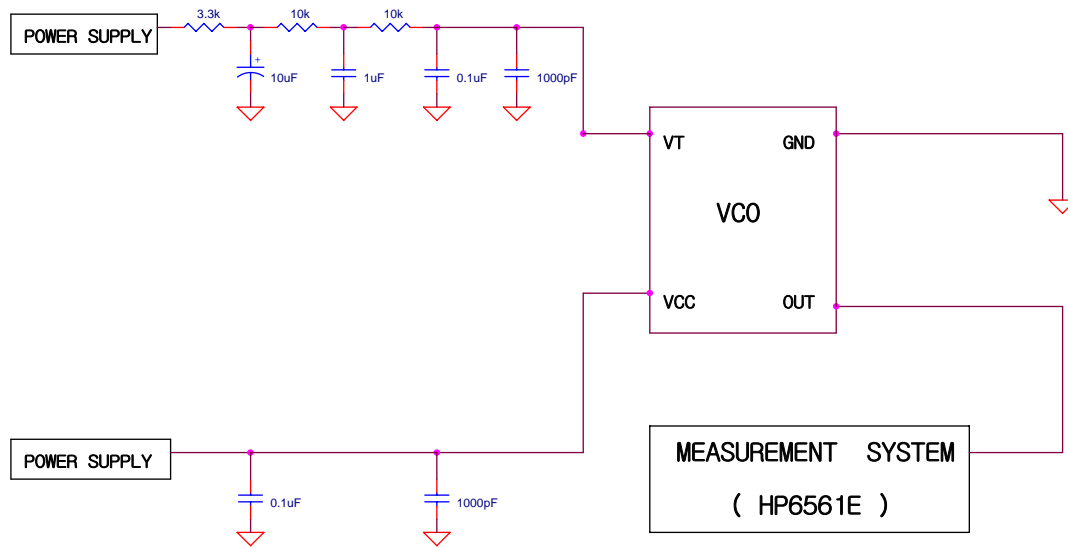 3.3k 10k 10k
POWER SUPPLY
+
10uF 1uF 0.1uF 1000pF
VT GND
VCO
VCC OUT
MEASUREMENT SYSTEM
POWER SUPPLY
0.1uF 1000pF
( HP6561E )